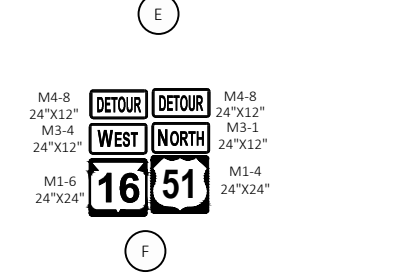 E
M4-8 DETOUR DETOUR M4-8
24"X12" 24"X12"
M3-4 WEST NORTH M3-1
24"X12" 24"X12"
M1-6 16 51 M1-4
24"X24" 24"X24"
F